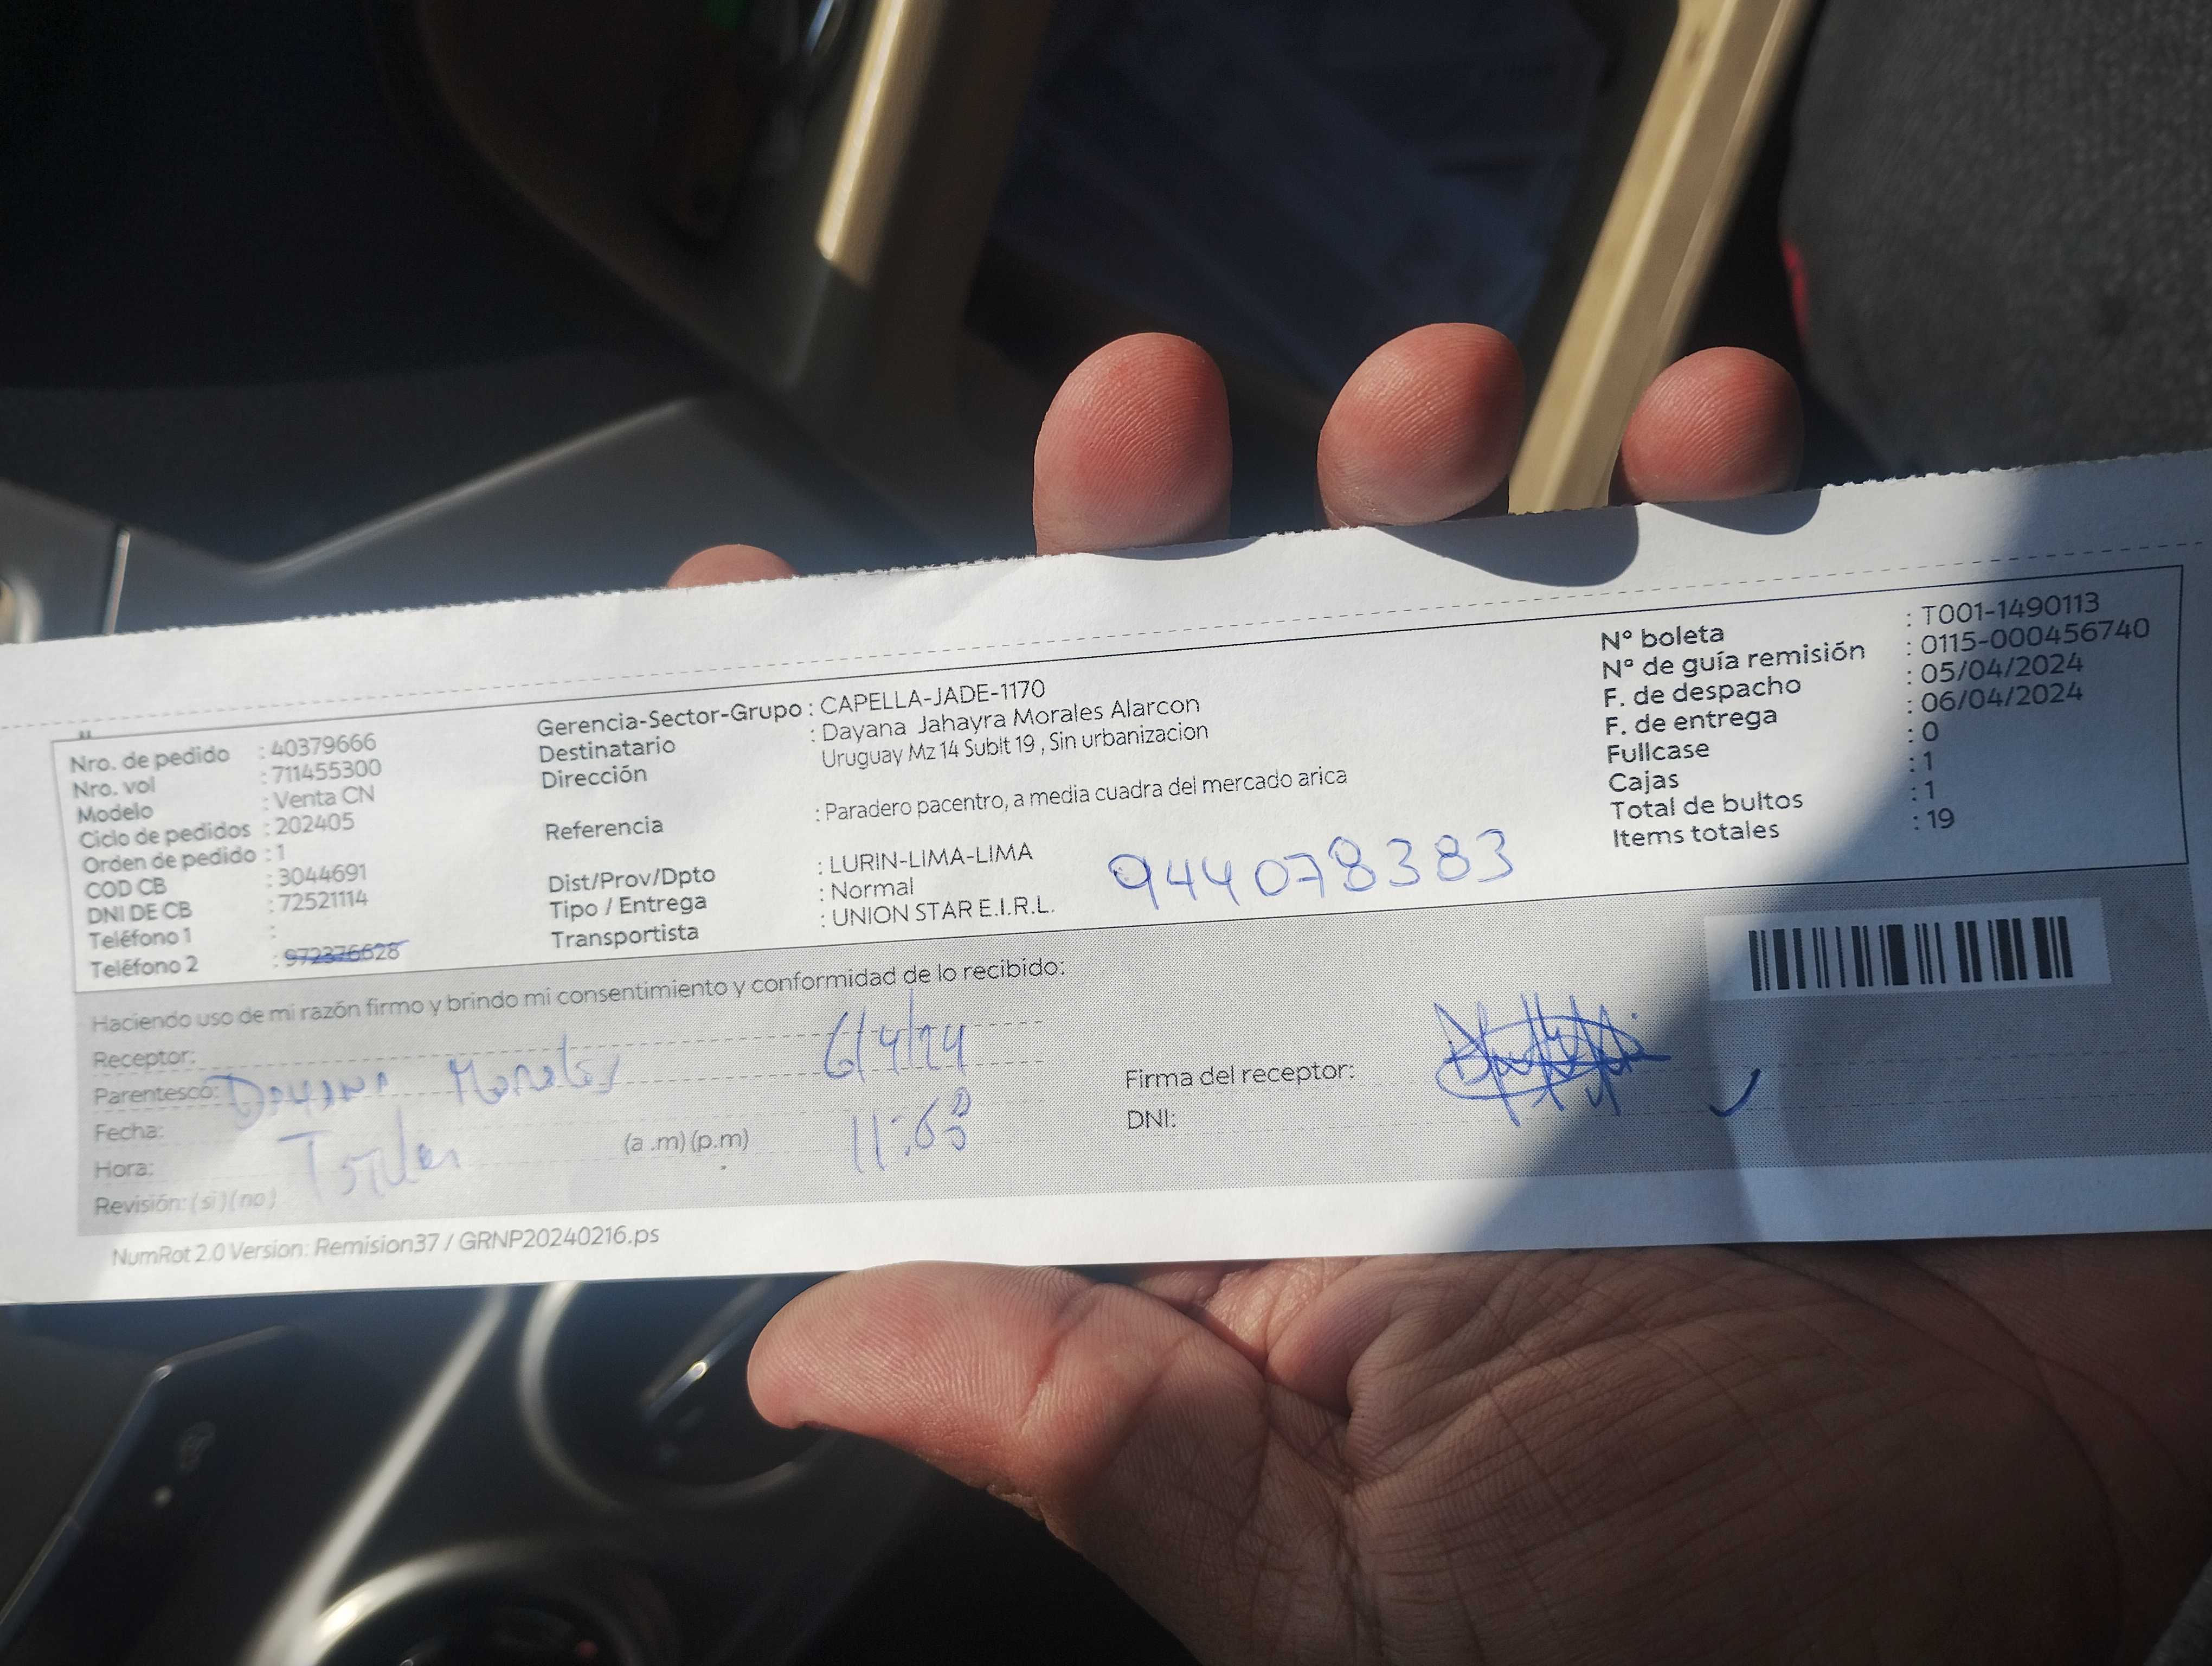 Nro. de pedido : 40379666
Nro. vol : 711455300
Modelo : Venta CN
Ciclo de pedidos : 202405
Orden de pedido : 1
COD CB : 3044691
DNI DE CB : 72521114
Teléfono 1 :
Teléfono 2 : 972376628
Gerencia-Sector-Grupo : CAPELLA-JADE-1170
Destinatario : Dayana Jahayra Morales Alarcon
Dirección Uruguay Mz 14 Sublt 19 , Sin urbanizacion
Referencia : Paradero pacentro, a media cuadra del mercado arica
Dist/Prov/Dpto : LURIN-LIMA-LIMA
Tipo / Entrega : Normal
Transportista : UNION STAR E.I.R.L.
944078383
N° boleta : T001-1490113
N° de guía remisión : 0115-000456740
F. de despacho : 05/04/2024
F. de entrega : 06/04/2024
Fullcase : 0
Cajas : 1
Total de bultos : 1
Items totales : 19
Haciendo uso de mi razón firmo y brindo mi consentimiento y conformidad de lo recibido:
Receptor:
Parentesco: Dayana Morales 6/4/24
Fecha:
Hora: (a .m) (p.m)
Revisión: (si) (no)
Firma del receptor:
DNI:
NumRot 2.0 Version: Remision37 / GRNP20240216.ps